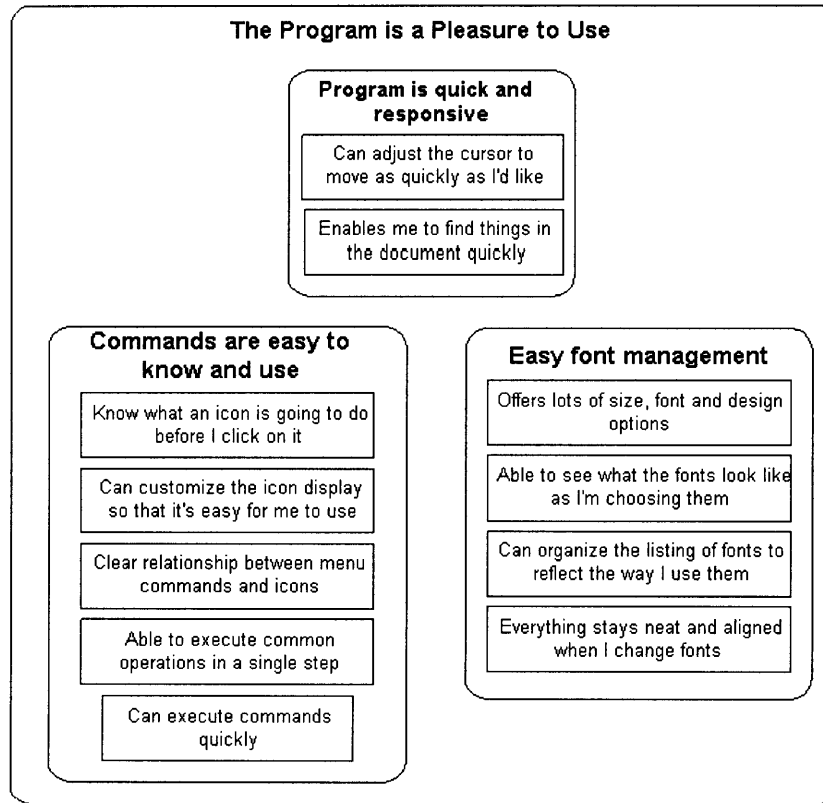 The Program is a Pleasure to Use
Program is quick and
responsive
Can adjust the cursor to
move as quickly as I'd like
Enables me to find things in
the document quickly
Commands are easy to
know and use
Know what an icon is going to do
before I click on it
Can customize the icon display
so that it's easy for me to use
Clear relationship between menu
commands and icons
Able to execute common
operations in a single step
Can execute commands
quickly
Easy font management
Offers lots of size, font and design
options
Able to see what the fonts look like
as I'm choosing them
Can organize the listing of fonts to
reflect the way I use them
Everything stays neat and aligned
when I change fonts